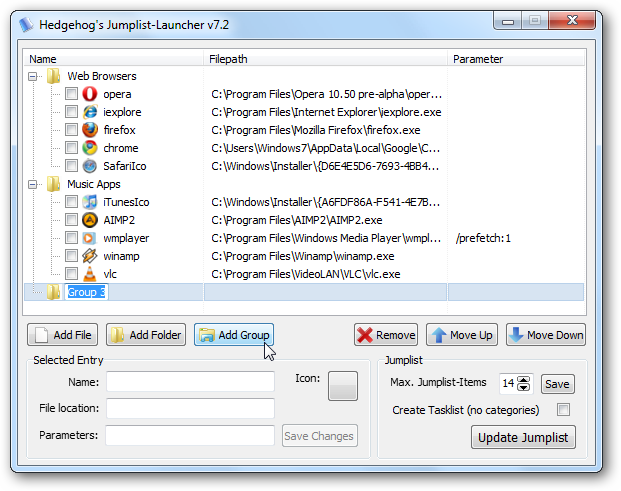 Hedgehog's Jumplist-Launcher v7.2
Name Filepath Parameter
Web Browsers
opera C:\Program Files\Opera 10.50 pre-alpha\oper...
iexplore C:\Program Files\Internet Explorer\iexplore.exe
firefox C:\Program Files\Mozilla Firefox\firefox.exe
chrome C:\Users\Windows7\AppData\Local\Google\C...
SafariIco C:\Windows\Installer\{D6E4E5D6-7693-4BB4...
Music Apps
iTunesIco C:\Windows\Installer\{A6FDF86A-F541-4E7B...
AIMP2 C:\Program Files\AIMP2\AIMP2.exe
wmplayer C:\Program Files\Windows Media Player\wmpl... /prefetch:1
winamp C:\Program Files\Winamp\winamp.exe
vlc C:\Program Files\VideoLAN\VLC\vlc.exe
Group 3
Add File Add Folder Add Group Remove Move Up Move Down
Selected Entry Jumplist
Name: Icon: Max. Jumplist-Items 14 Save
File location: Create Tasklist (no categories)
Parameters: Save Changes Update Jumplist